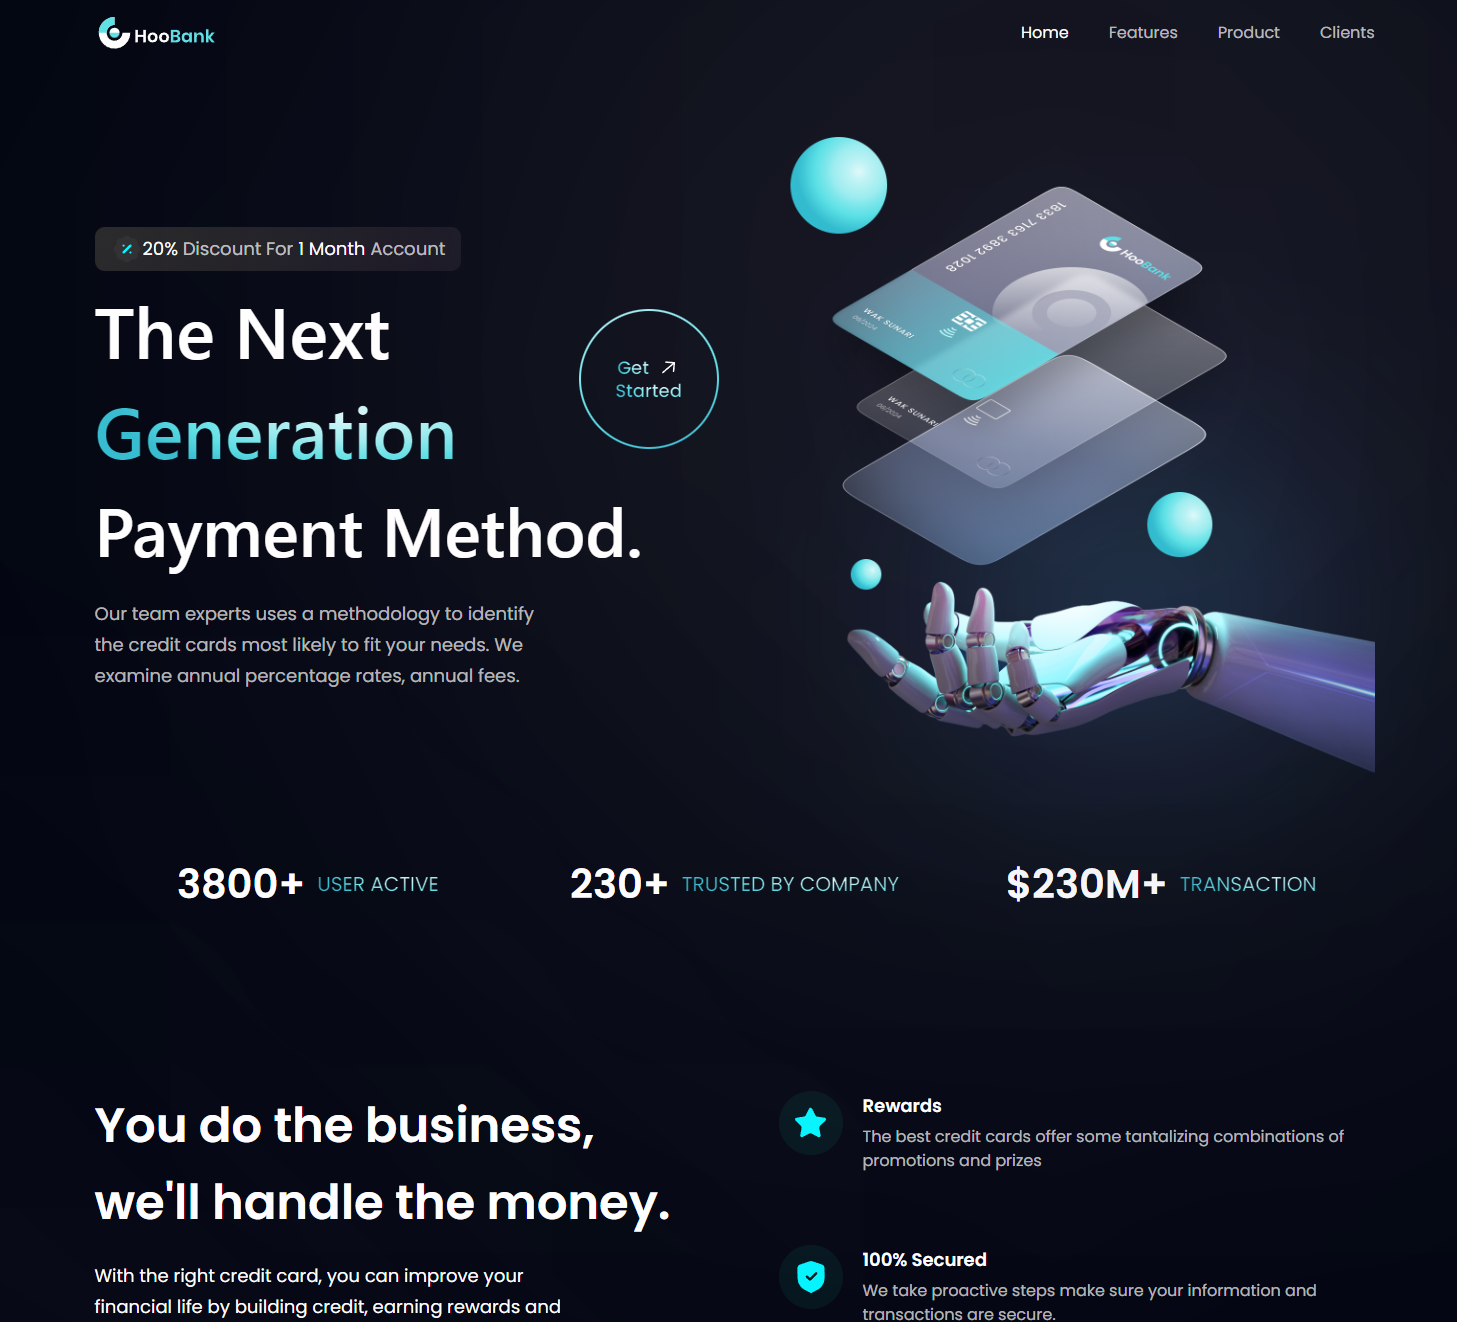 HooBank
Home Features Product Clients
20% Discount For 1 Month Account
The Next
Generation
Payment Method.
Get
Started
Our team experts uses a methodology to identify
the credit cards most likely to fit your needs. We
examine annual percentage rates, annual fees.
1833 7163 3892 1028
HooBank
WAK SUNARI
09/2024
WAK SUNARI
09/2024
3800+ USER ACTIVE
230+ TRUSTED BY COMPANY
$230M+ TRANSACTION
You do the business,
we'll handle the money.
With the right credit card, you can improve your
financial life by building credit, earning rewards and
Rewards
The best credit cards offer some tantalizing combinations of
promotions and prizes
100% Secured
We take proactive steps make sure your information and
transactions are secure.